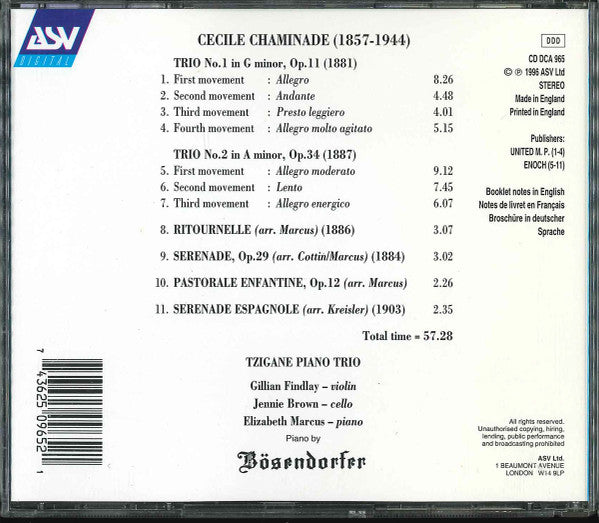 ASV
DIGITAL
CECILE CHAMINADE (1857-1944)
TRIO No.1 in G minor, Op.11 (1881)
1. First movement : Allegro 8.26
2. Second movement : Andante 4.48
3. Third movement : Presto leggiero 4.01
4. Fourth movement : Allegro molto agitato 5.15
TRIO No.2 in A minor, Op.34 (1887)
5. First movement : Allegro moderato 9.12
6. Second movement : Lento 7.45
7. Third movement : Allegro energico 6.07
8. RITOURNELLE (arr. Marcus) (1886) 3.07
9. SERENADE, Op.29 (arr. Cottin/Marcus) (1884) 3.02
10. PASTORALE ENFANTINE, Op.12 (arr. Marcus) 2.26
11. SERENADE ESPAGNOLE (arr. Kreisler) (1903) 2.35
Total time = 57.28
TZIGANE PIANO TRIO
Gillian Findlay – violin
Jennie Brown – cello
Elizabeth Marcus – piano
Piano by
Bösendorfer
DDD
CD DCA 965
© ℗ 1996 ASV Ltd
STEREO
Made in England
Printed in England
Publishers:
UNITED M. P. (1-4)
ENOCH (5-11)
Booklet notes in English
Notes de livret en Français
Broschüre in deutscher
Sprache
7 43625 09652 1
All rights reserved.
Unauthorised copying, hiring,
lending, public performance
and broadcasting prohibited
ASV Ltd.
1 BEAUMONT AVENUE
LONDON W14 9LP